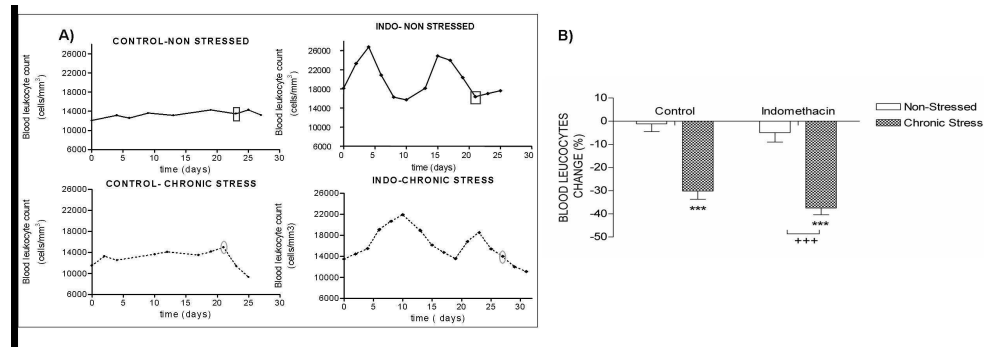 A)
CONTROL-NON STRESSED
Blood leukocyte count
(cells/mm³)
26000
22000
18000
14000
10000
6000
0 5 10 15 20 25 30
time (days)
INDO- NON STRESSED
Blood leukocyte count
(cells/mm³)
26000
22000
18000
14000
10000
6000
0 5 10 15 20 25 30
time (days)
CONTROL- CHRONIC STRESS
Blood leukocyte count
(cells/mm³)
26000
22000
18000
14000
10000
6000
0 5 10 15 20 25 30
time (days)
INDO-CHRONIC STRESS
Blood leukocyte count
(cells/mm3)
26000
22000
18000
14000
10000
6000
0 5 10 15 20 25 30
time ( days)
B)
BLOOD LEUCOCYTES
CHANGE (%)
10
0
-10
-20
-30
-40
-50
Control
Indomethacin
***
***
+++
Non-Stressed
Chronic Stress